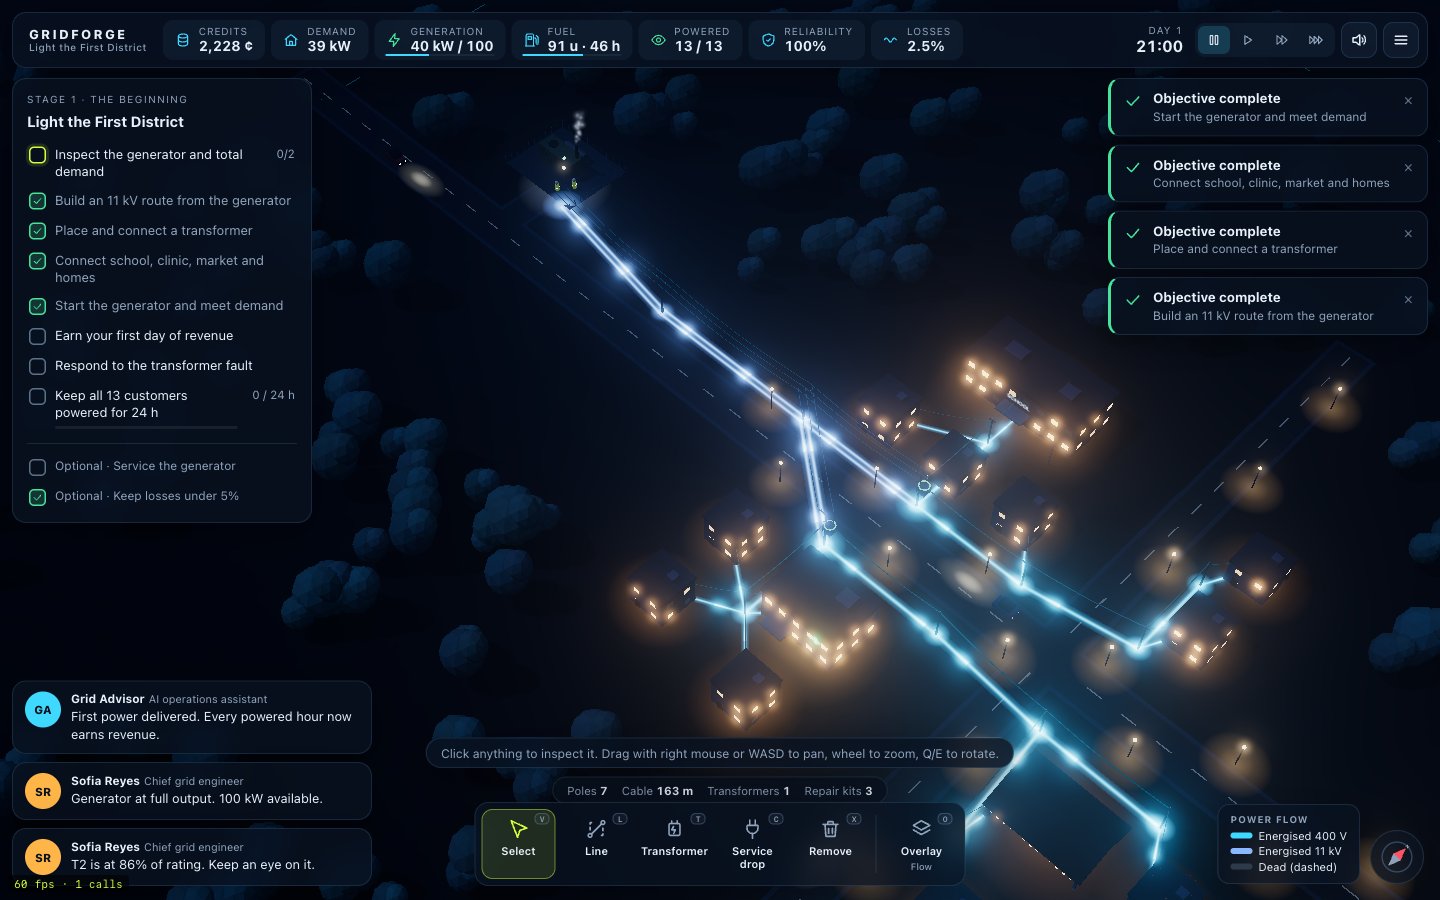 GRIDFORGE
Light the First District
CREDITS
2,228 ¢
DEMAND
39 kW
GENERATION
40 kW / 100
FUEL
91 u · 46 h
POWERED
13 / 13
RELIABILITY
100%
LOSSES
2.5%
DAY 1
21:00
STAGE 1 · THE BEGINNING
Light the First District
Inspect the generator and total 0/2
demand
Build an 11 kV route from the generator
Place and connect a transformer
Connect school, clinic, market and
homes
Start the generator and meet demand
Earn your first day of revenue
Respond to the transformer fault
Keep all 13 customers 0 / 24 h
powered for 24 h
Optional · Service the generator
Optional · Keep losses under 5%
Objective complete
Start the generator and meet demand
Objective complete
Connect school, clinic, market and homes
Objective complete
Place and connect a transformer
Objective complete
Build an 11 kV route from the generator
GA
Grid Advisor AI operations assistant
First power delivered. Every powered hour now
earns revenue.
SR
Sofia Reyes Chief grid engineer
Generator at full output. 100 kW available.
SR
Sofia Reyes Chief grid engineer
T2 is at 86% of rating. Keep an eye on it.
60 fps · 1 calls
Click anything to inspect it. Drag with right mouse or WASD to pan, wheel to zoom, Q/E to rotate.
Poles 7 Cable 163 m Transformers 1 Repair kits 3
V
Select
L
Line
T
Transformer
C
Service
drop
X
Remove
O
Overlay
Flow
POWER FLOW
Energised 400 V
Energised 11 kV
Dead (dashed)